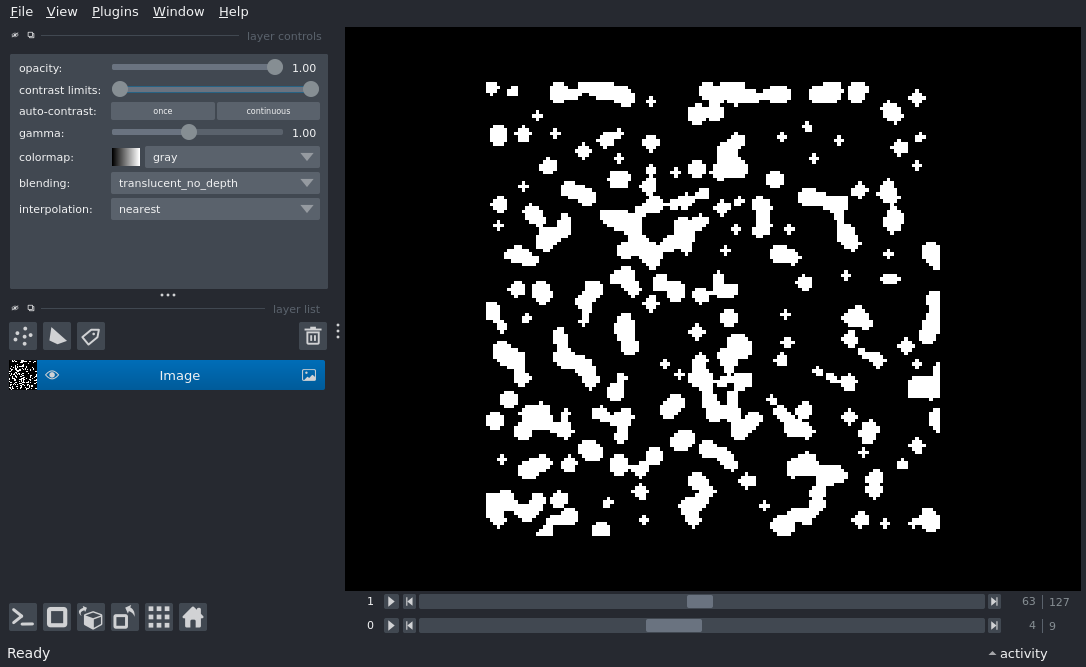 File View Plugins Window Help
layer controls
opacity: 1.00
contrast limits:
auto-contrast: once continuous
gamma: 1.00
colormap: gray
blending: translucent_no_depth
interpolation: nearest
layer list
Image
1 63 127
0 4 9
Ready activity